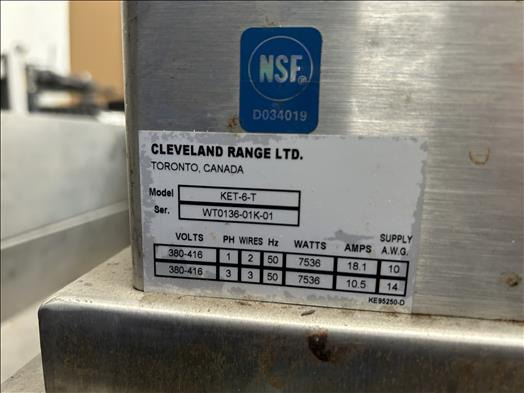 NSF®
D034019
CLEVELAND RANGE LTD.
TORONTO, CANADA
Model KET-6-T
Ser. WT0136-01K-01
VOLTS PH WIRES Hz WATTS AMPS SUPPLY A.W.G.
380-416 1 2 50 7536 18.1 10
380-416 3 3 50 7536 10.5 14
KE95250-D